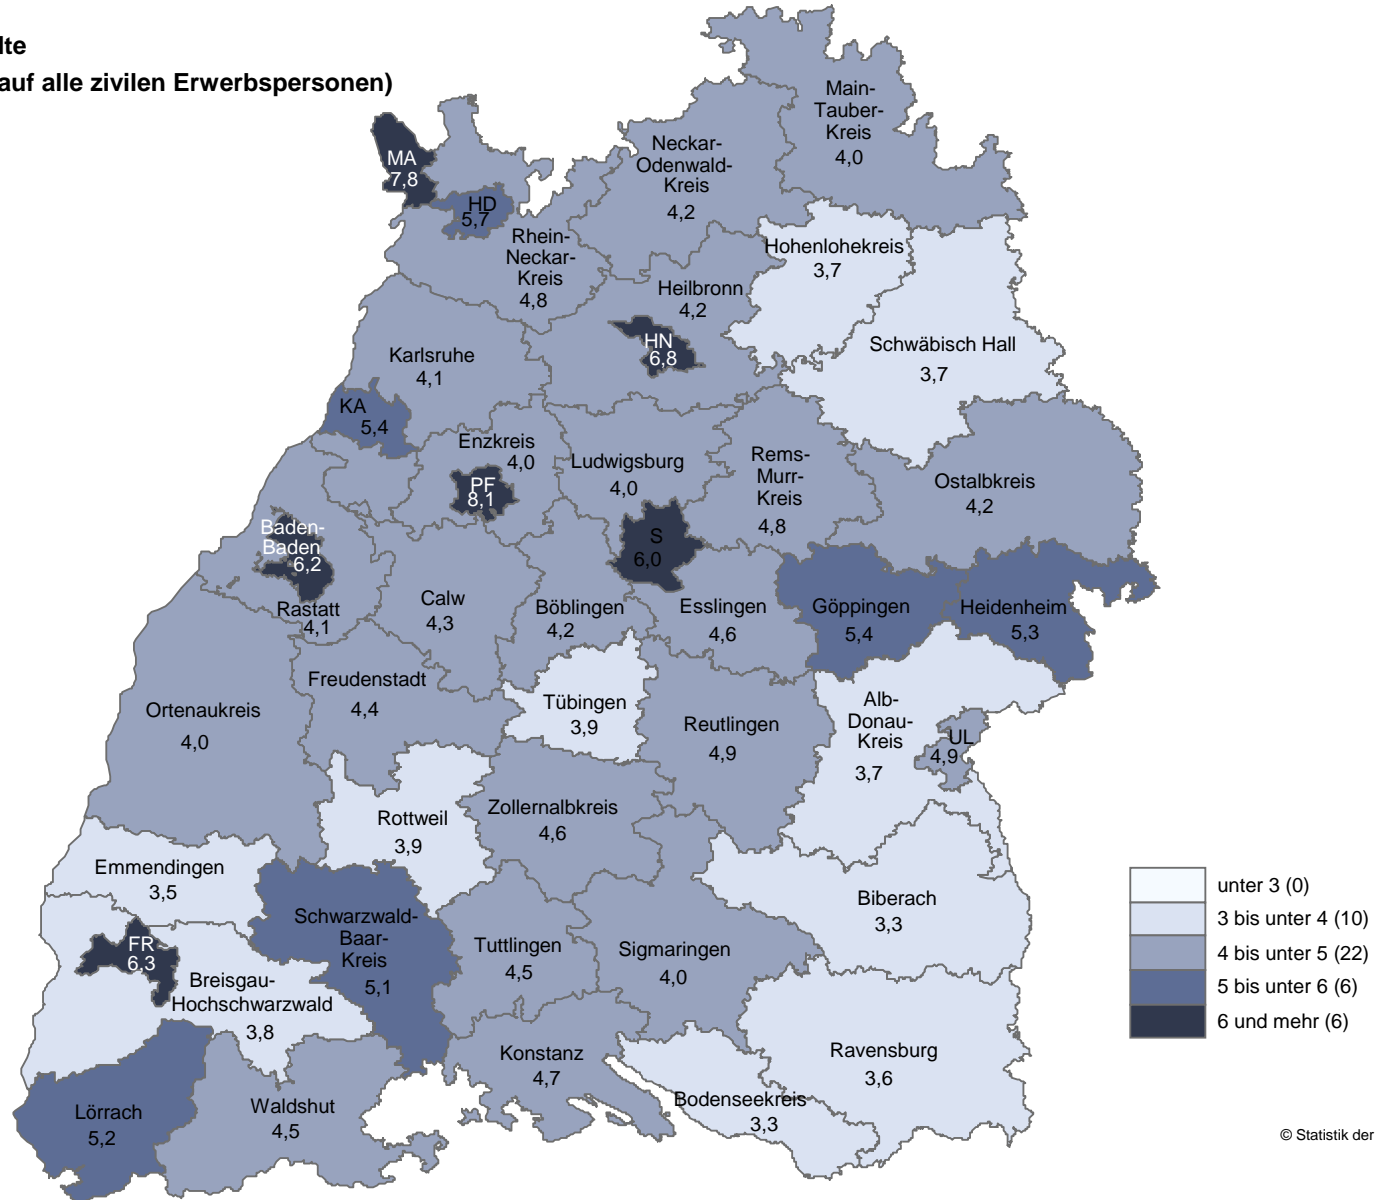 lte
auf alle zivilen Erwerbspersonen)
Main-
Tauber-
Kreis
4,0
MA
7,8
Neckar-
Odenwald-
Kreis
4,2
HD
5,7
Rhein-
Neckar-
Kreis
4,8
Hohenlohekreis
3,7
Heilbronn
4,2
HN
6,8
Schwäbisch Hall
3,7
Karlsruhe
4,1
KA
5,4
Enzkreis
4,0
PF
8,1
Ludwigsburg
4,0
Rems-
Murr-
Kreis
4,8
Ostalbkreis
4,2
Baden-
Baden
6,2
S
6,0
Rastatt
4,1
Calw
4,3
Böblingen
4,2
Esslingen
4,6
Göppingen
5,4
Heidenheim
5,3
Freudenstadt
4,4
Ortenaukreis
4,0
Tübingen
3,9
Reutlingen
4,9
Alb-
Donau-
Kreis
3,7
UL
4,9
Rottweil
3,9
Zollernalbkreis
4,6
Emmendingen
3,5
Biberach
3,3
Schwarzwald-
Baar-
Kreis
5,1
Tuttlingen
4,5
Sigmaringen
4,0
FR
6,3
Breisgau-
Hochschwarzwald
3,8
Konstanz
4,7
Ravensburg
3,6
Bodenseekreis
3,3
Lörrach
5,2
Waldshut
4,5
unter 3 (0)
3 bis unter 4 (10)
4 bis unter 5 (22)
5 bis unter 6 (6)
6 und mehr (6)
© Statistik der